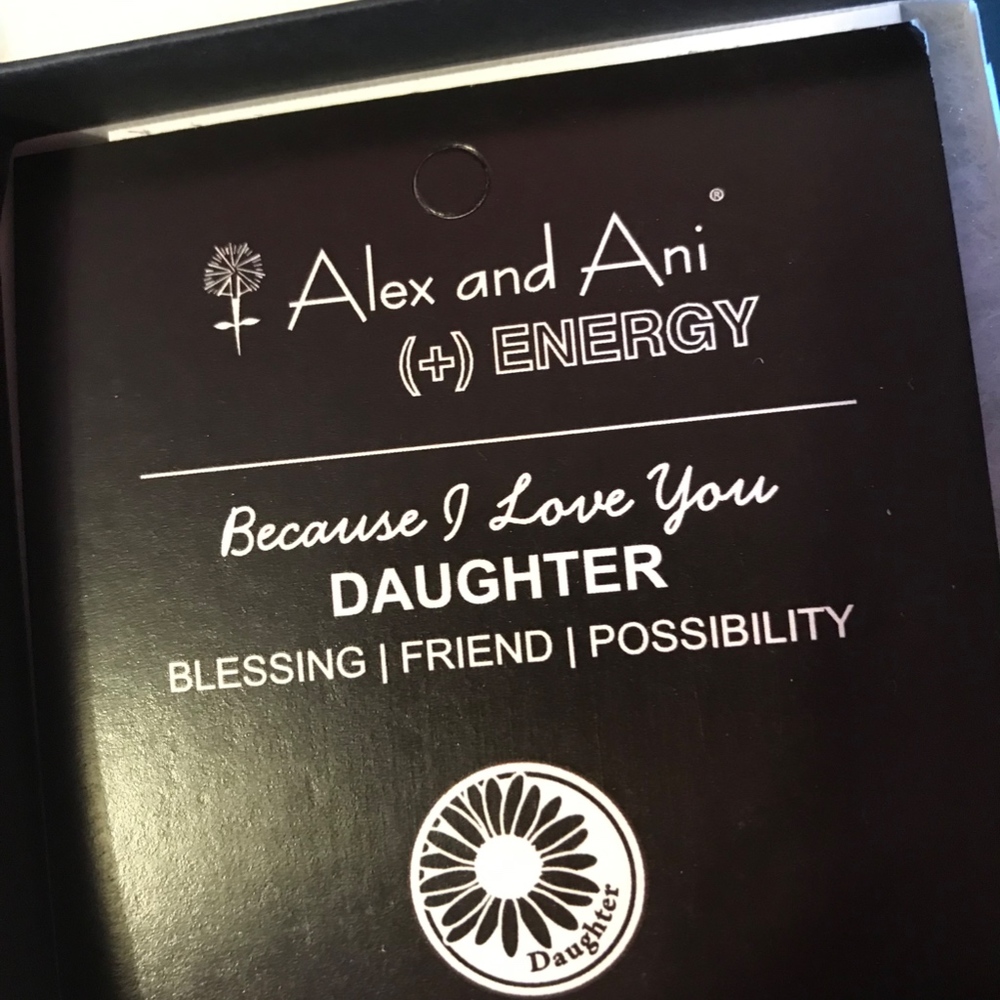 Alex and Ani®
(+) ENERGY
Because I Love You
DAUGHTER
BLESSING | FRIEND | POSSIBILITY
Daughter